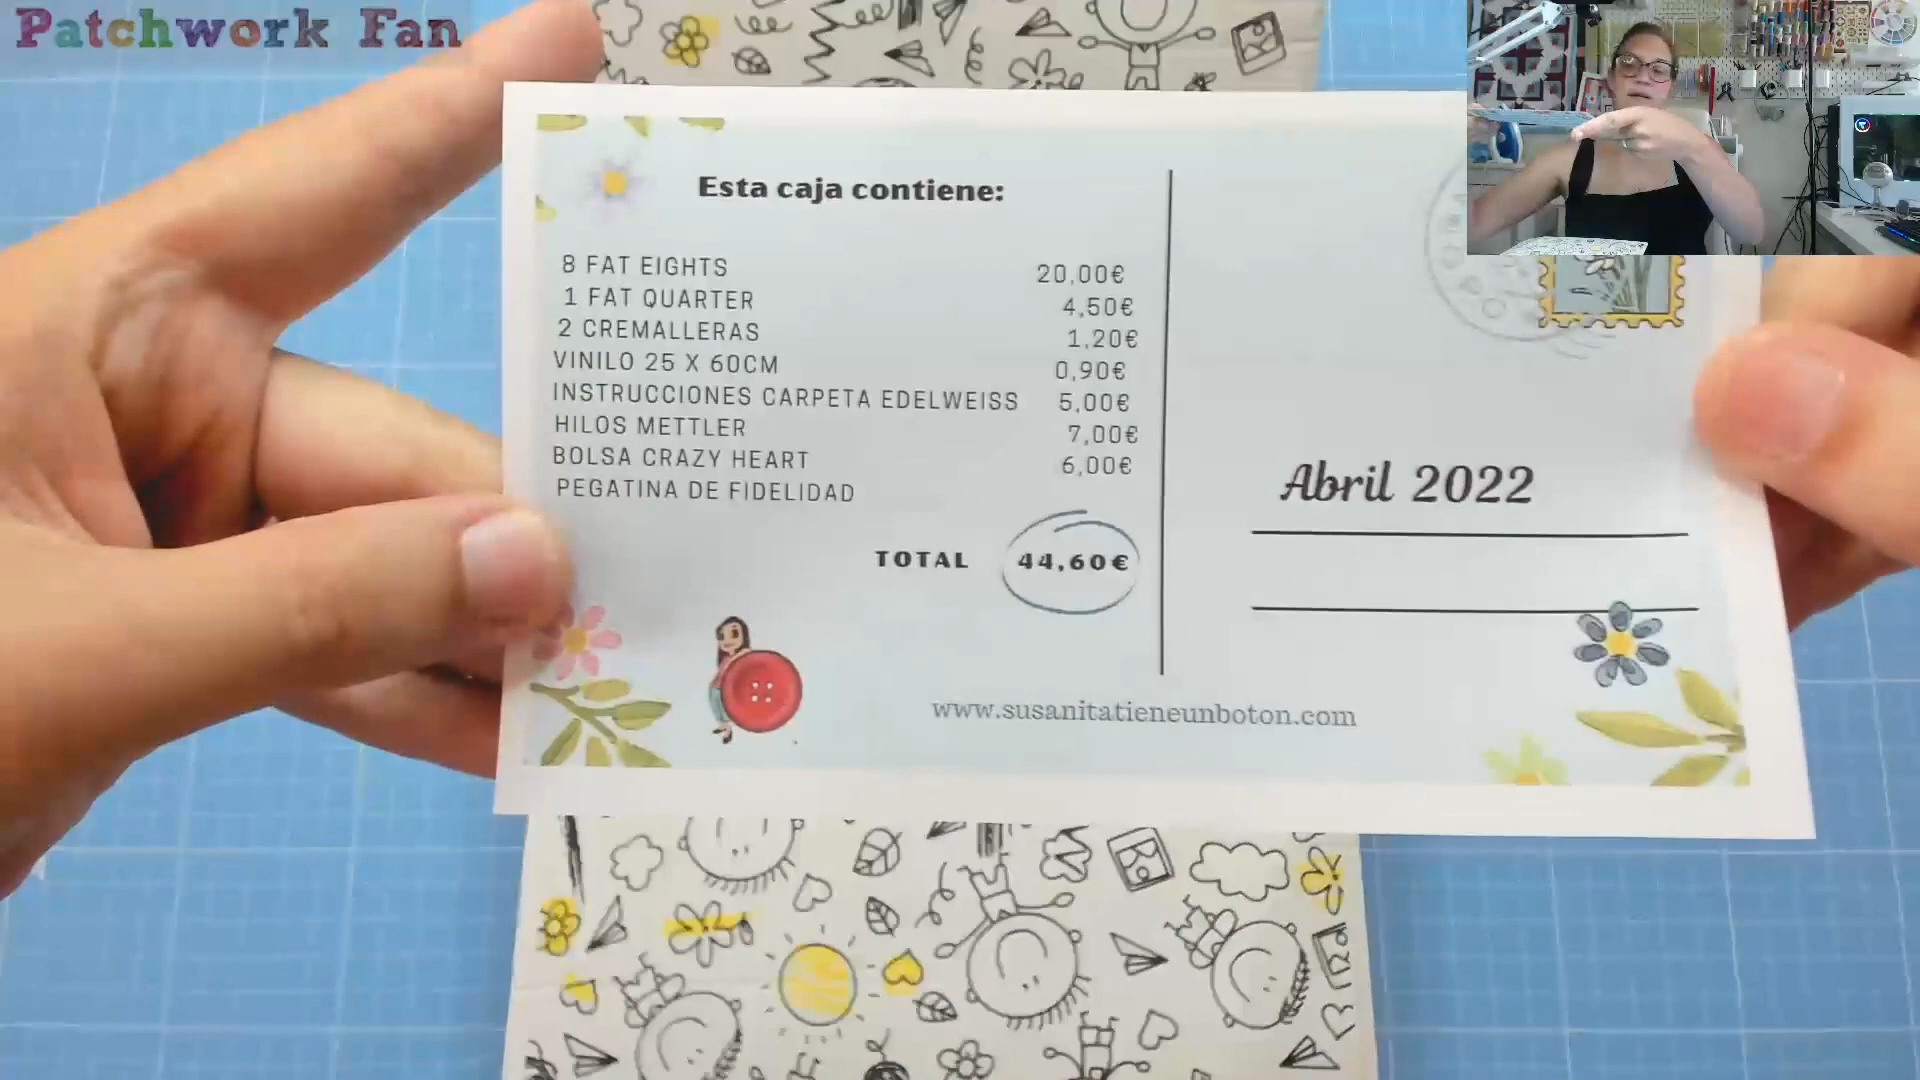 Patchwork Fan
Esta caja contiene:
8 FAT EIGHTS 20,00€
1 FAT QUARTER 4,50€
2 CREMALLERAS 1,20€
VINILO 25 X 60CM 0,90€
INSTRUCCIONES CARPETA EDELWEISS 5,00€
HILOS METTLER 7,00€
BOLSA CRAZY HEART 6,00€
PEGATINA DE FIDELIDAD
TOTAL 44,60€
Abril 2022
www.susanitatieneunboton.com